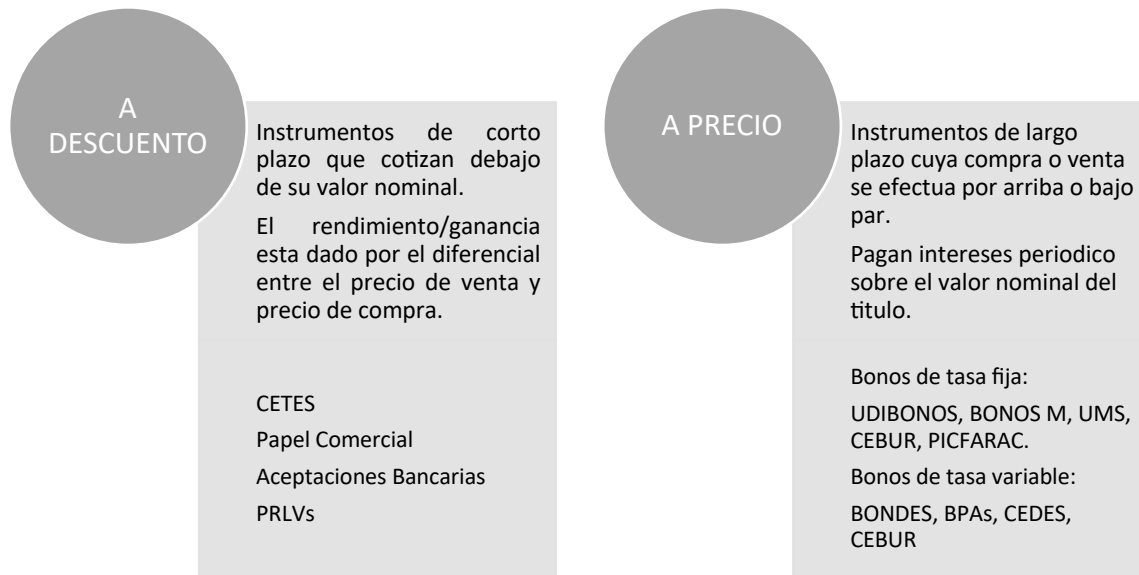 A
DESCUENTO
Instrumentos de corto
plazo que cotizan debajo
de su valor nominal.
El rendimiento/ganancia
esta dado por el diferencial
entre el precio de venta y
precio de compra.
CETES
Papel Comercial
Aceptaciones Bancarias
PRLVs
A PRECIO
Instrumentos de largo
plazo cuya compra o venta
se efectua por arriba o bajo
par.
Pagan intereses periodico
sobre el valor nominal del
titulo.
Bonos de tasa fija:
UDIBONOS, BONOS M, UMS,
CEBUR, PICFARAC.
Bonos de tasa variable:
BONDES, BPAs, CEDES,
CEBUR